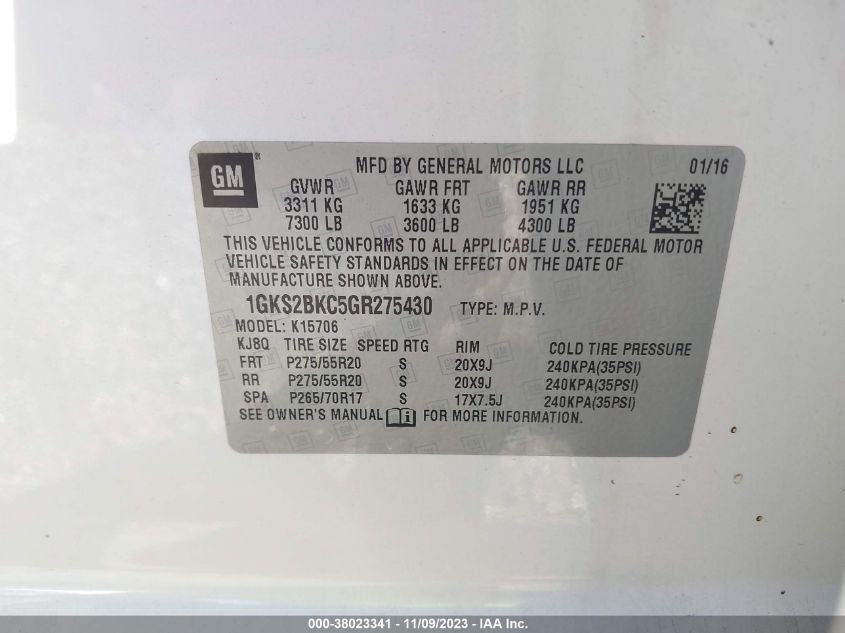 GM
MFD BY GENERAL MOTORS LLC 01/16
GVWR GAWR FRT GAWR RR
3311 KG 1633 KG 1951 KG
7300 LB 3600 LB 4300 LB
THIS VEHICLE CONFORMS TO ALL APPLICABLE U.S. FEDERAL MOTOR
VEHICLE SAFETY STANDARDS IN EFFECT ON THE DATE OF
MANUFACTURE SHOWN ABOVE.
1GKS2BKC5GR275430 TYPE: M.P.V.
MODEL: K15706
KJ8Q TIRE SIZE SPEED RTG RIM COLD TIRE PRESSURE
FRT P275/55R20 S 20X9J 240KPA(35PSI)
RR P275/55R20 S 20X9J 240KPA(35PSI)
SPA P265/70R17 S 17X7.5J 240KPA(35PSI)
SEE OWNER'S MANUAL FOR MORE INFORMATION.
000-38023341 - 11/09/2023 - IAA Inc.